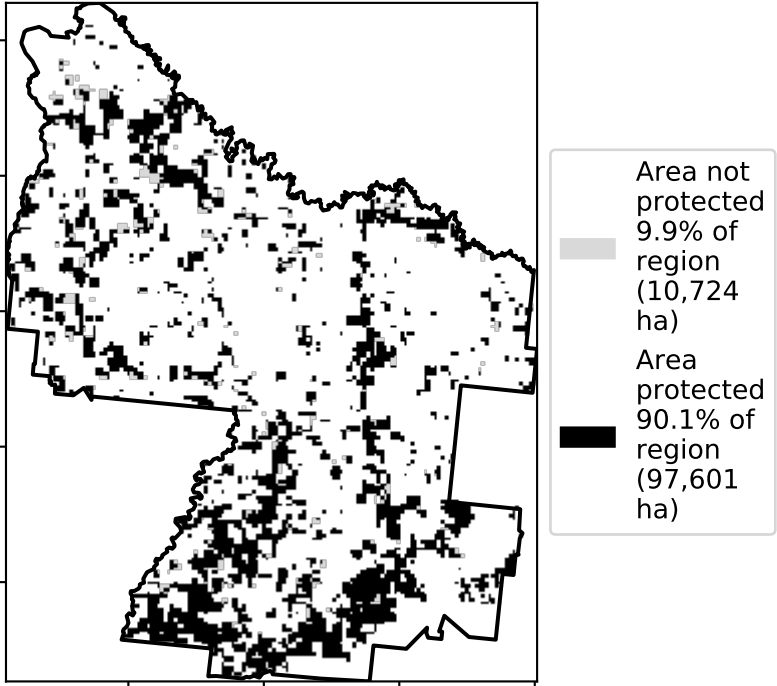 Area not
protected
9.9% of
region
(10,724
ha)
Area
protected
90.1% of
region
(97,601
ha)